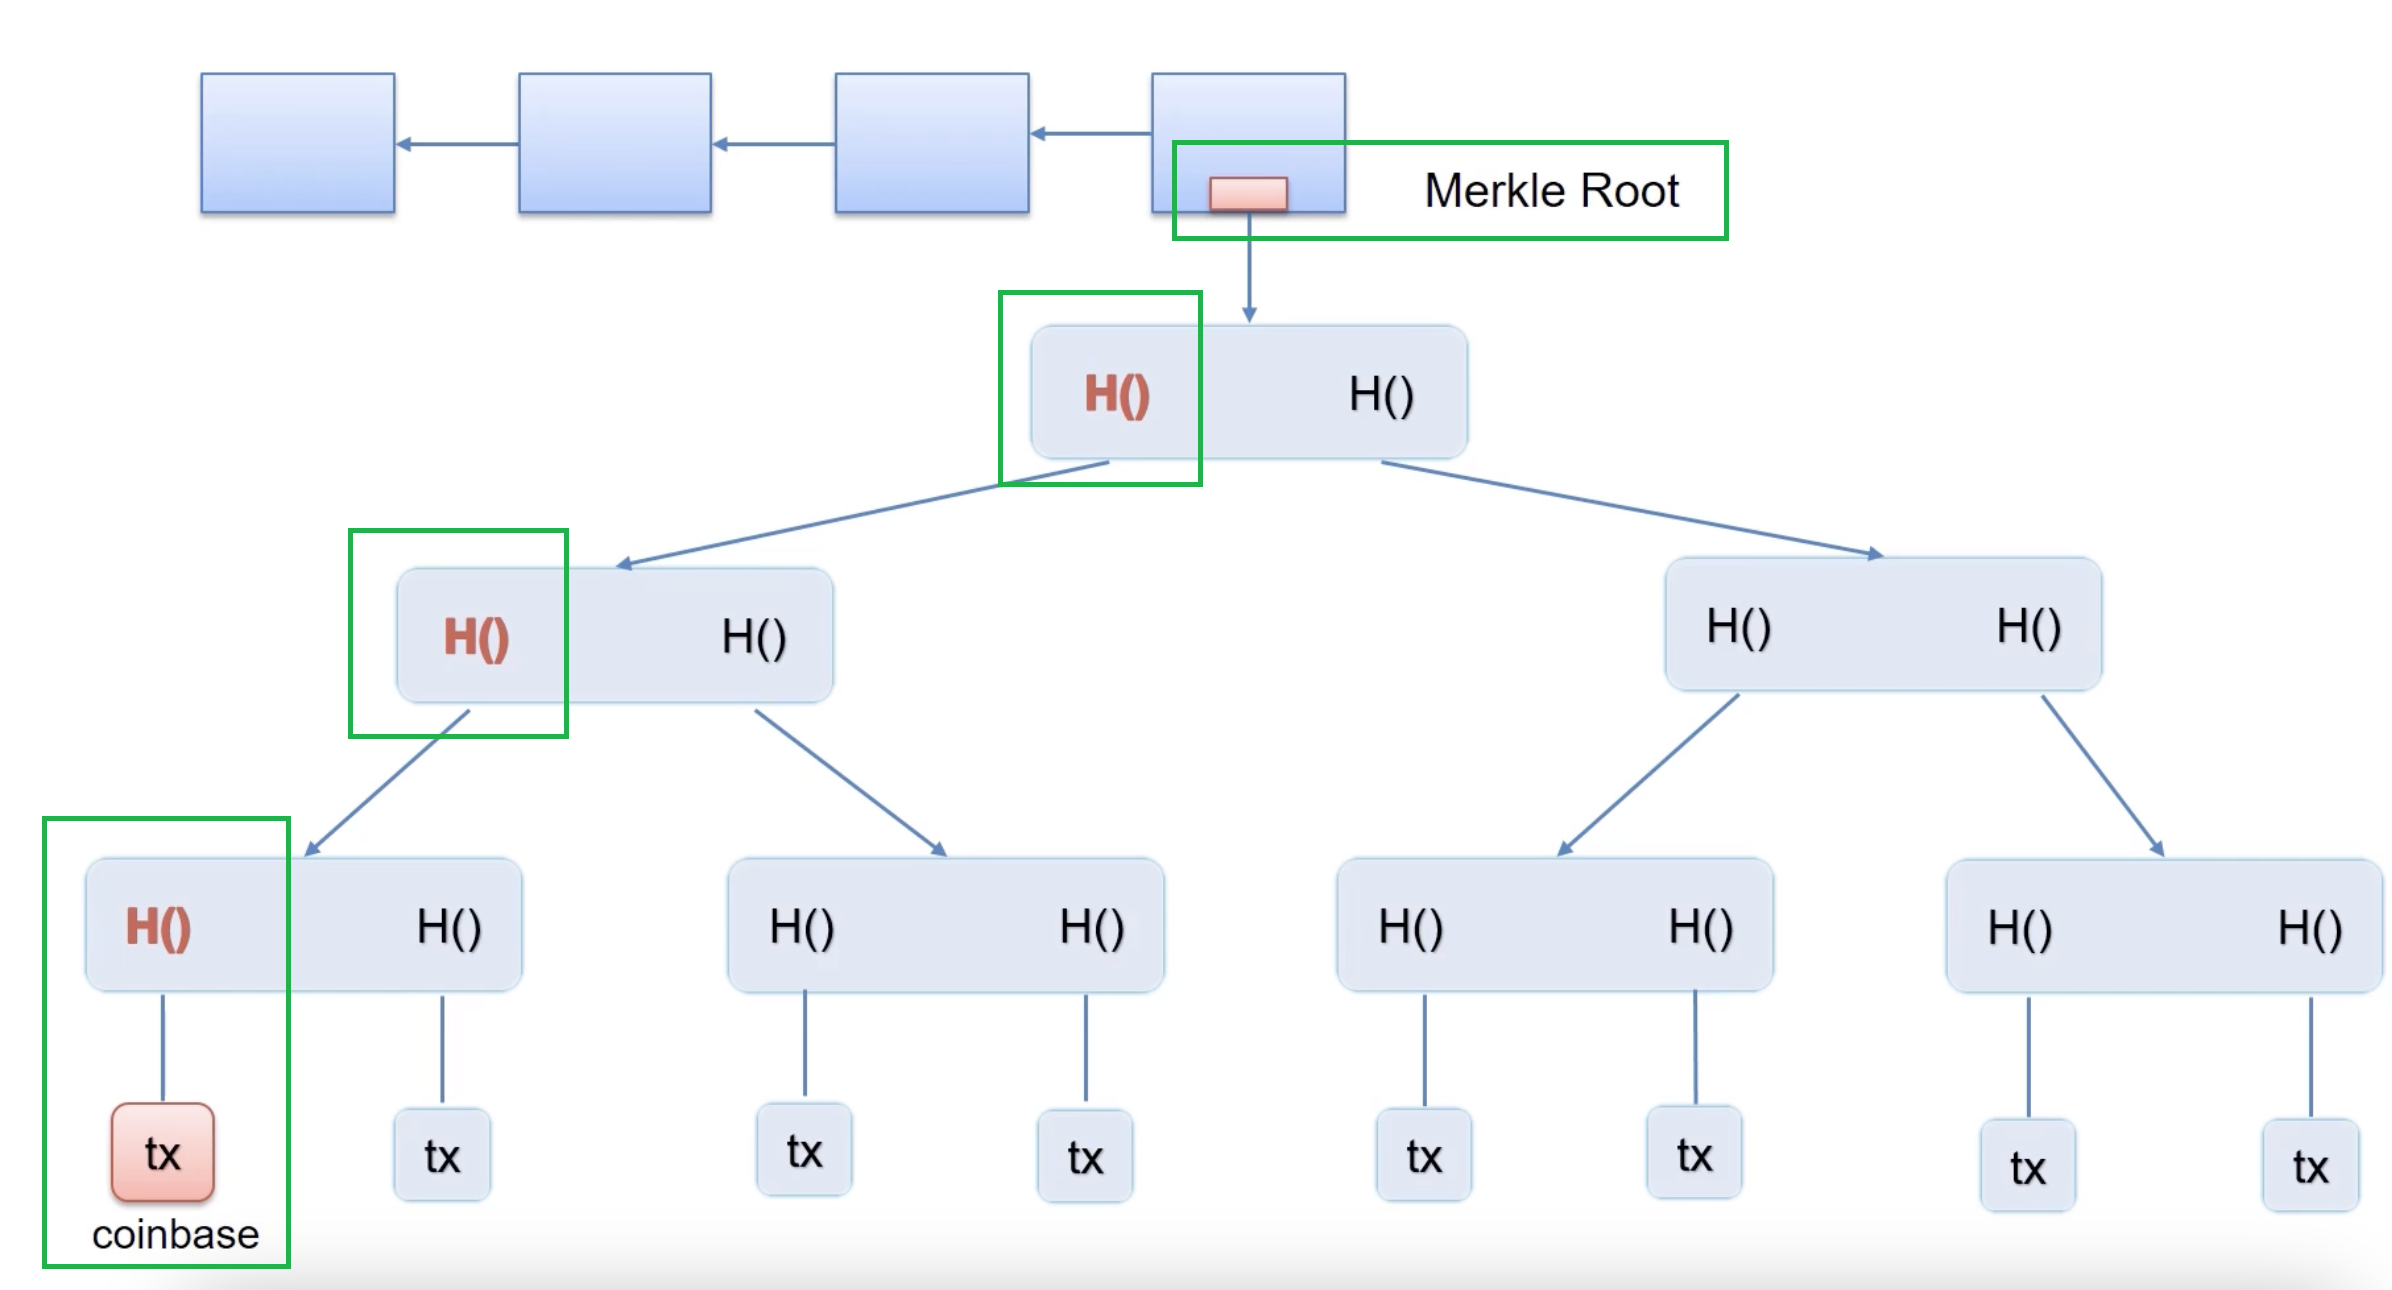 Merkle Root
H() H()
H() H() H() H()
H() H() H() H() H() H() H() H()
tx tx tx tx tx tx tx tx
coinbase